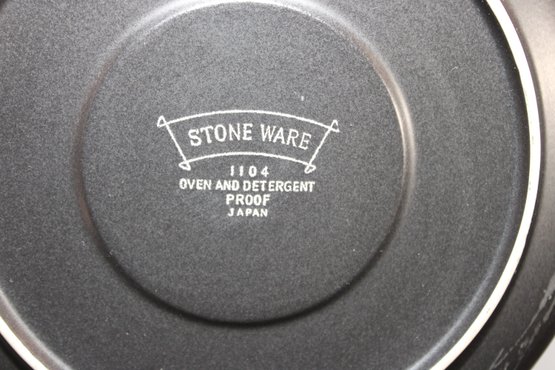 STONE WARE
1104
OVEN AND DETERGENT
PROOF
JAPAN